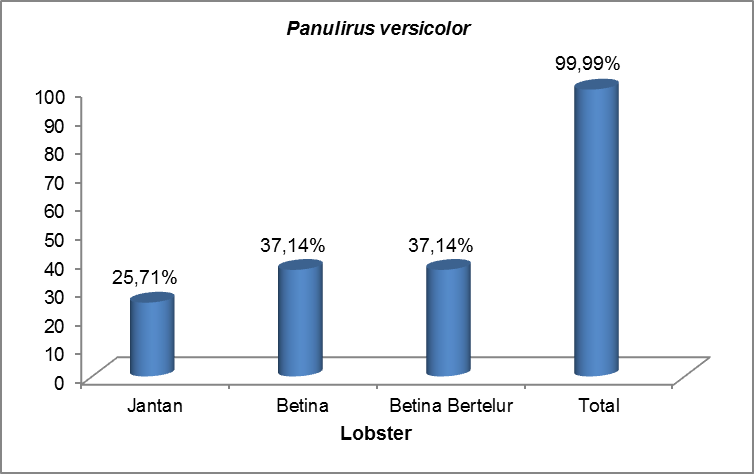 Panulirus versicolor
99,99%
100
90
80
70
60
50
40
30
20
10
0
25,71%
37,14%
37,14%
Jantan
Betina
Betina Bertelur
Total
Lobster